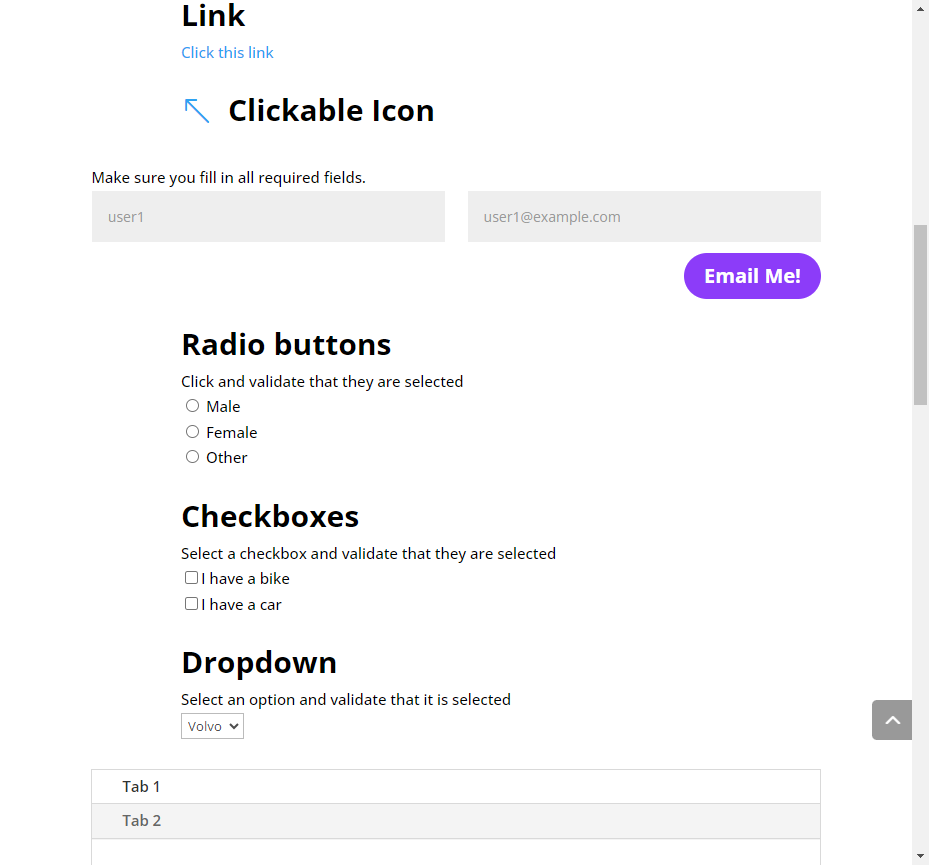 Link
Click this link
Clickable Icon
Make sure you fill in all required fields.
user1 user1@example.com
Email Me!
Radio buttons
Click and validate that they are selected
Male
Female
Other
Checkboxes
Select a checkbox and validate that they are selected
I have a bike
I have a car
Dropdown
Select an option and validate that it is selected
Volvo
Tab 1
Tab 2